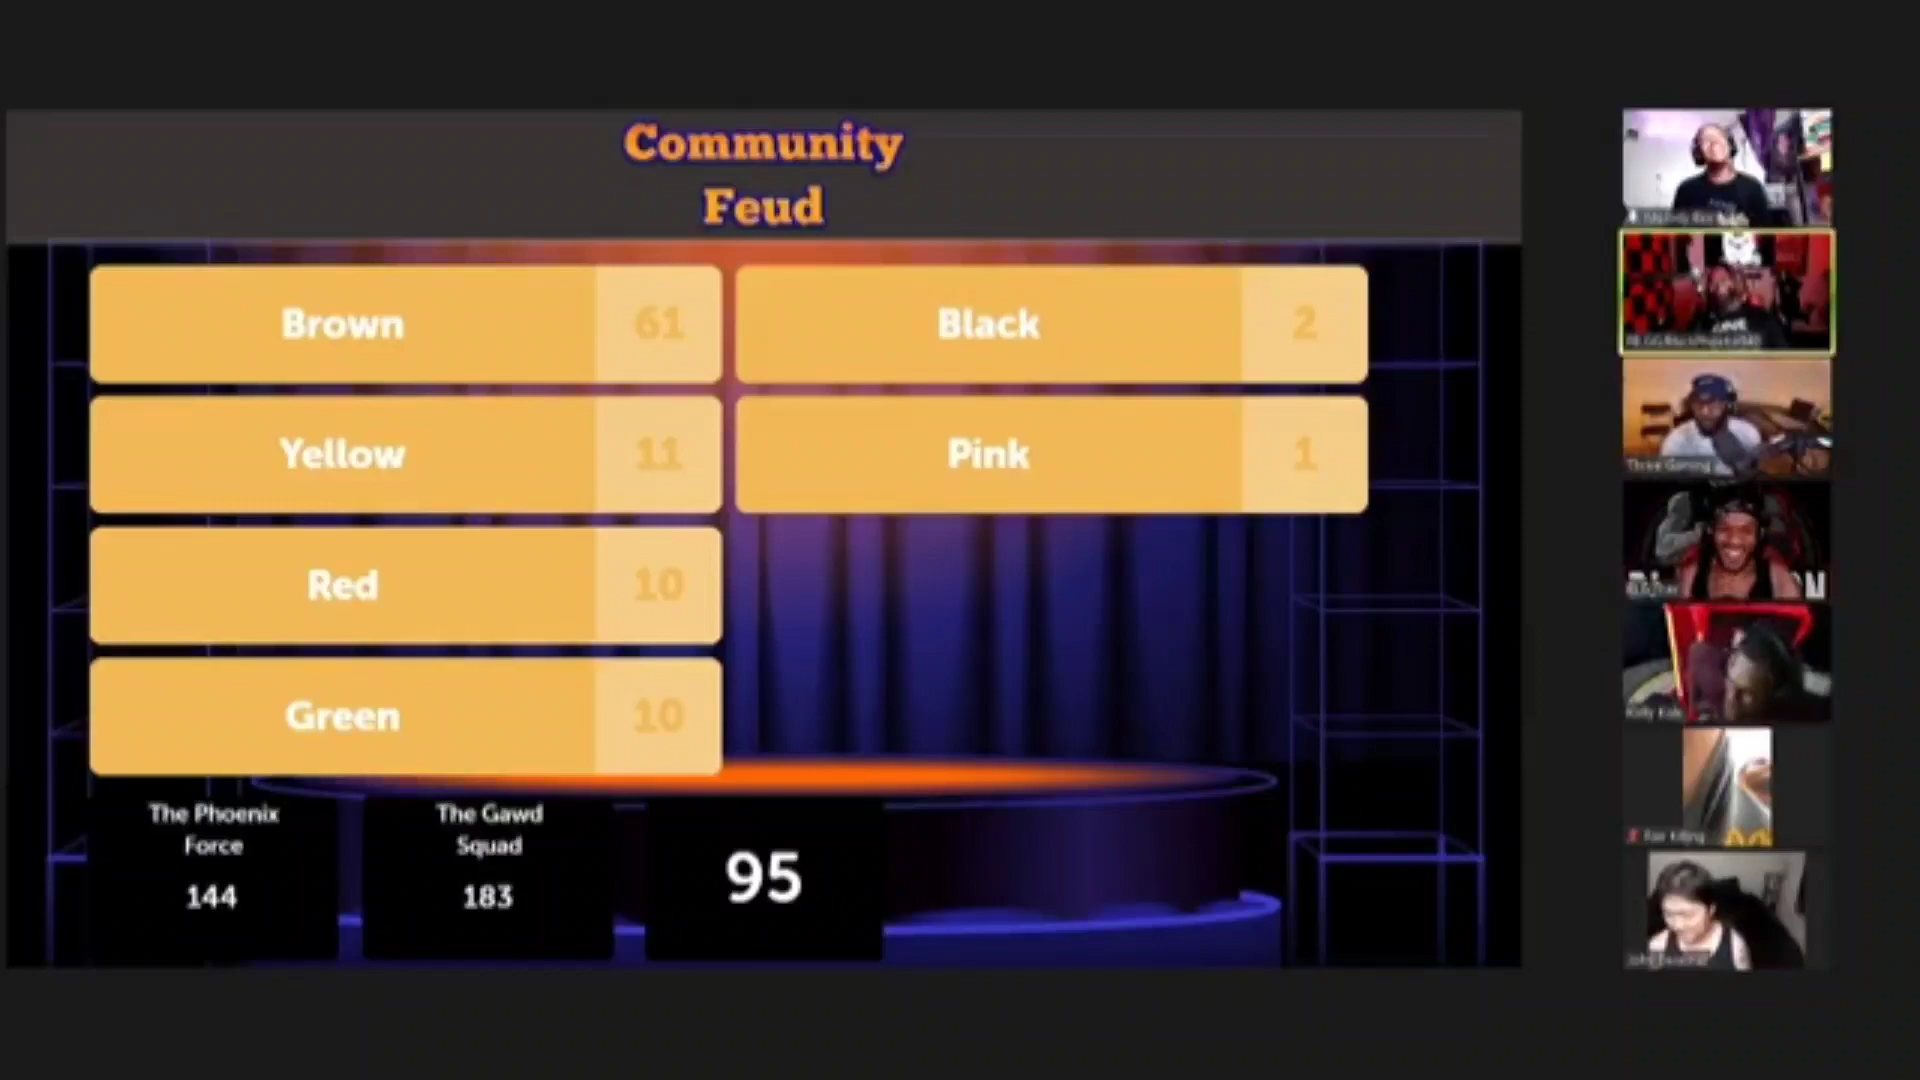 Community
Feud
Brown 61
Black 2
Yellow 11
Pink 1
Red 10
Green 10
The Phoenix
Force
144
The Gawd
Squad
183
95